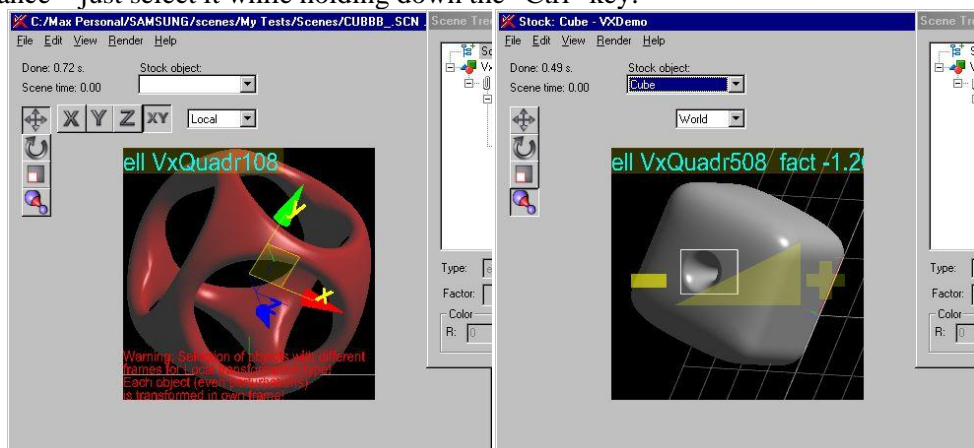 just select it while holding down the "Ctrl" key.
C:/Max Personal/SAMSUNG/scenes/My Tests/Scenes/CUBBB_.SCN
Scene Tre
File Edit View Render Help
Done: 0.72 s.
Stock object:
Scene time: 0.00
X Y Z XY
Local
ell VxQuadr108
Y
X
Z
Warning: Selection of objects with different
frames for Local transformation type!
Each object (even perturbations)
is transformed in own frame!
Type:
Factor:
Color
R: 0
Stock: Cube - VXDemo
Scene Tre
File Edit View Render Help
Done: 0.49 s.
Stock object:
Scene time: 0.00
Cube
World
ell VxQuadr508 fact -1.20
Type:
Factor:
Color
R: 0